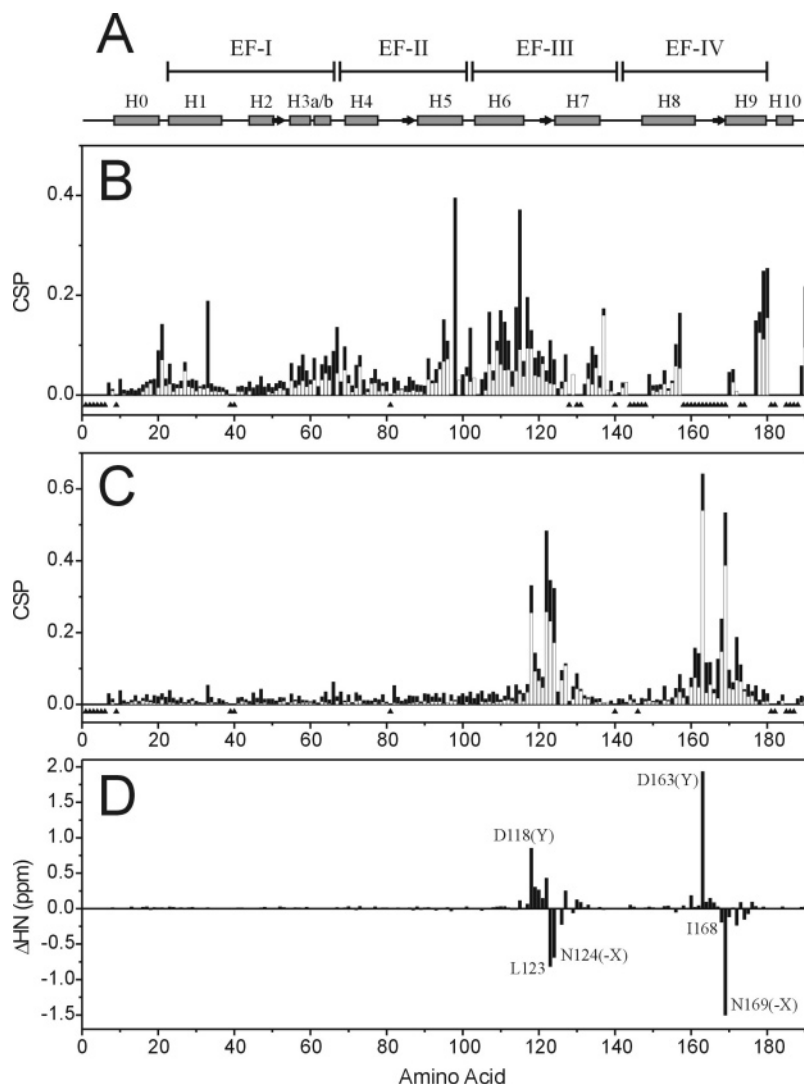 A
EF-I EF-II EF-III EF-IV
H0 H1 H2 H3a/b H4 H5 H6 H7 H8 H9 H10
B
0.4
CSP
0.2
0.0
0 20 40 60 80 100 120 140 160 180
C
0.6
0.4
CSP
0.2
0.0
0 20 40 60 80 100 120 140 160 180
D
2.0
D163(Y)
1.5
1.0
D118(Y)
0.5
ΔHN (ppm)
0.0
I168
-0.5
N124(-X)
L123
-1.0
N169(-X)
-1.5
0 20 40 60 80 100 120 140 160 180
Amino Acid